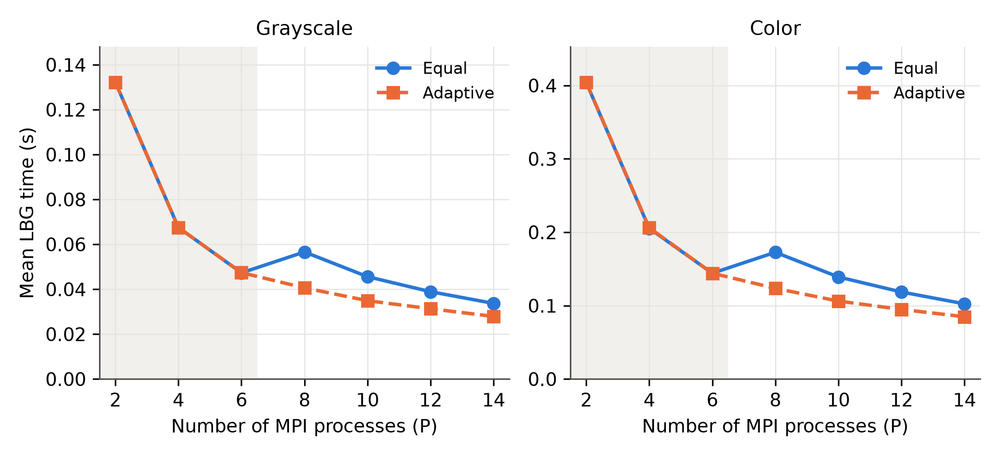 Grayscale
Mean LBG time (s)
0.14
0.12
0.10
0.08
0.06
0.04
0.02
0.00
2 4 6 8 10 12 14
Number of MPI processes (P)
Equal
Adaptive
Color
0.4
0.3
0.2
0.1
0.0
2 4 6 8 10 12 14
Number of MPI processes (P)
Equal
Adaptive